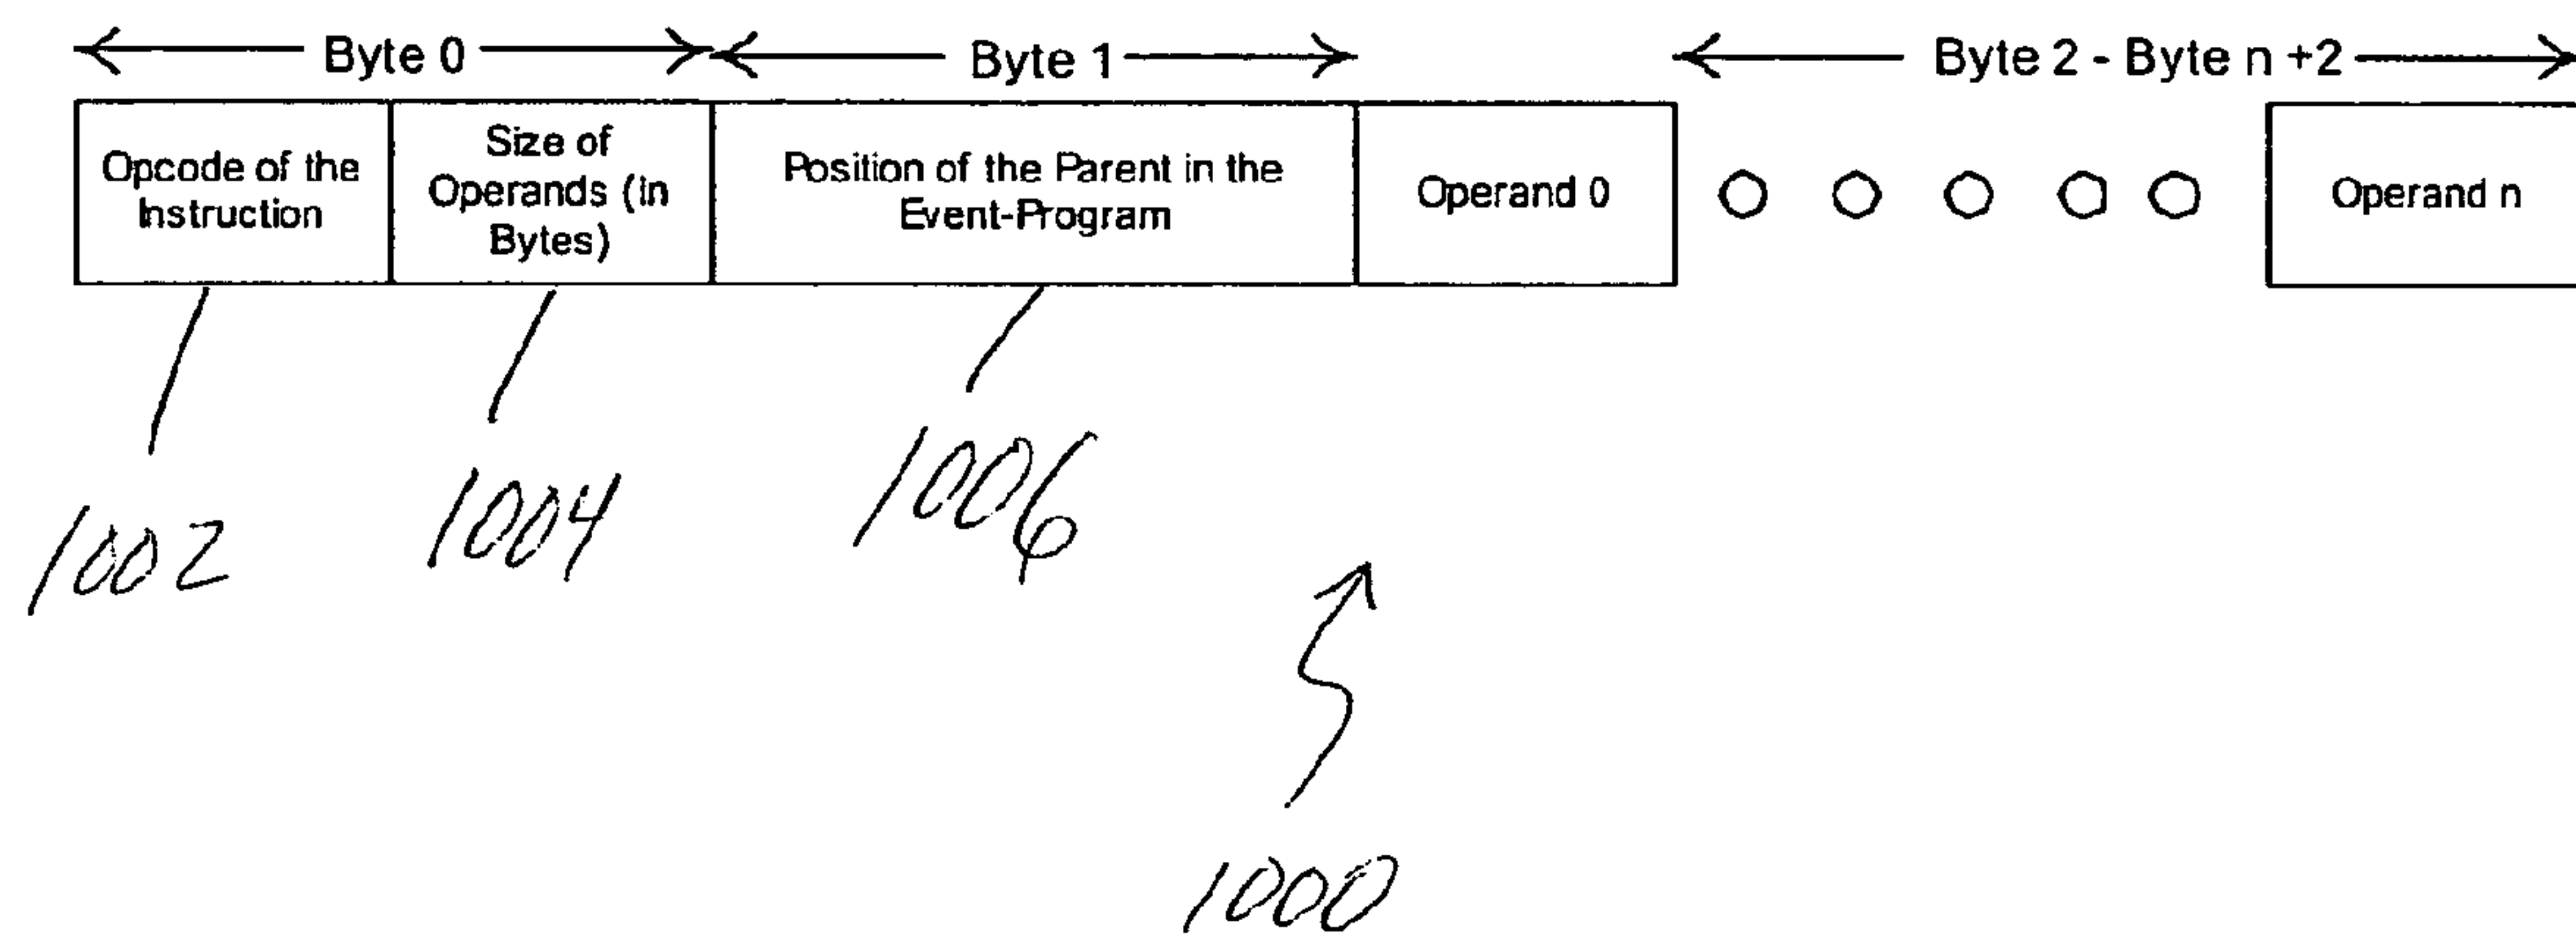 Byte 0
Byte 1
Byte 2 - Byte n +2
Opcode of the
Instruction
Size of
Operands (in
Bytes)
Position of the Parent in the
Event-Program
Operand 0
Operand n
1002
1004
1006
1000